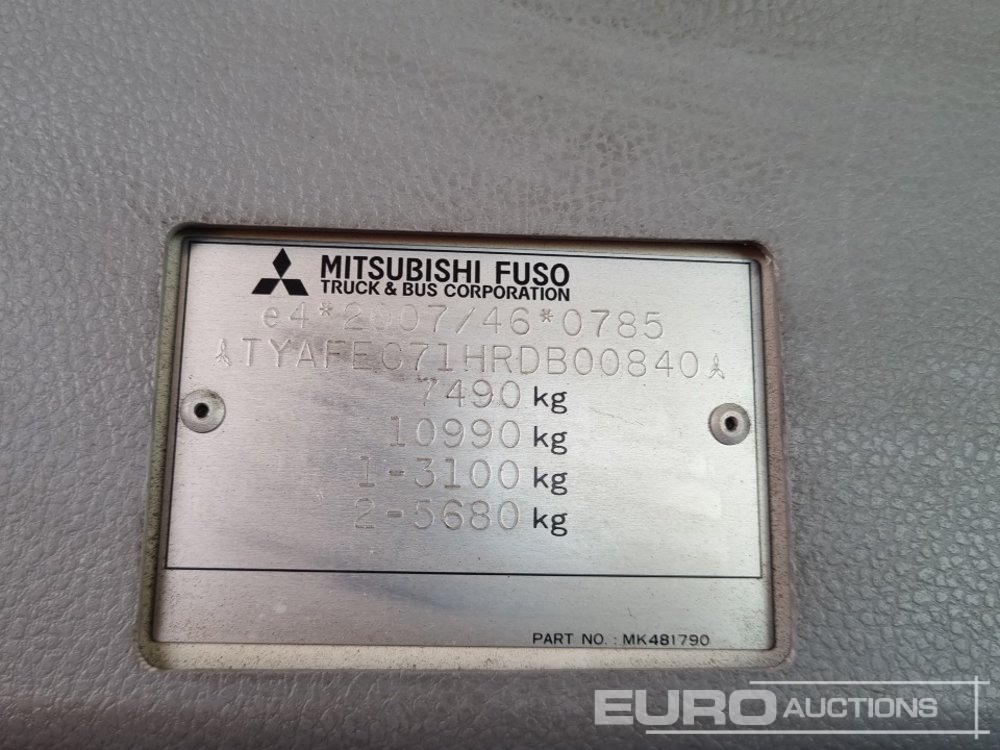 MITSUBISHI FUSO
TRUCK & BUS CORPORATION
e4*2007/46*0785
TYAFEC71HRDB00840
7490 kg
10990 kg
1-3100 kg
2-5680 kg
PART NO. : MK481790
EURO AUCTIONS